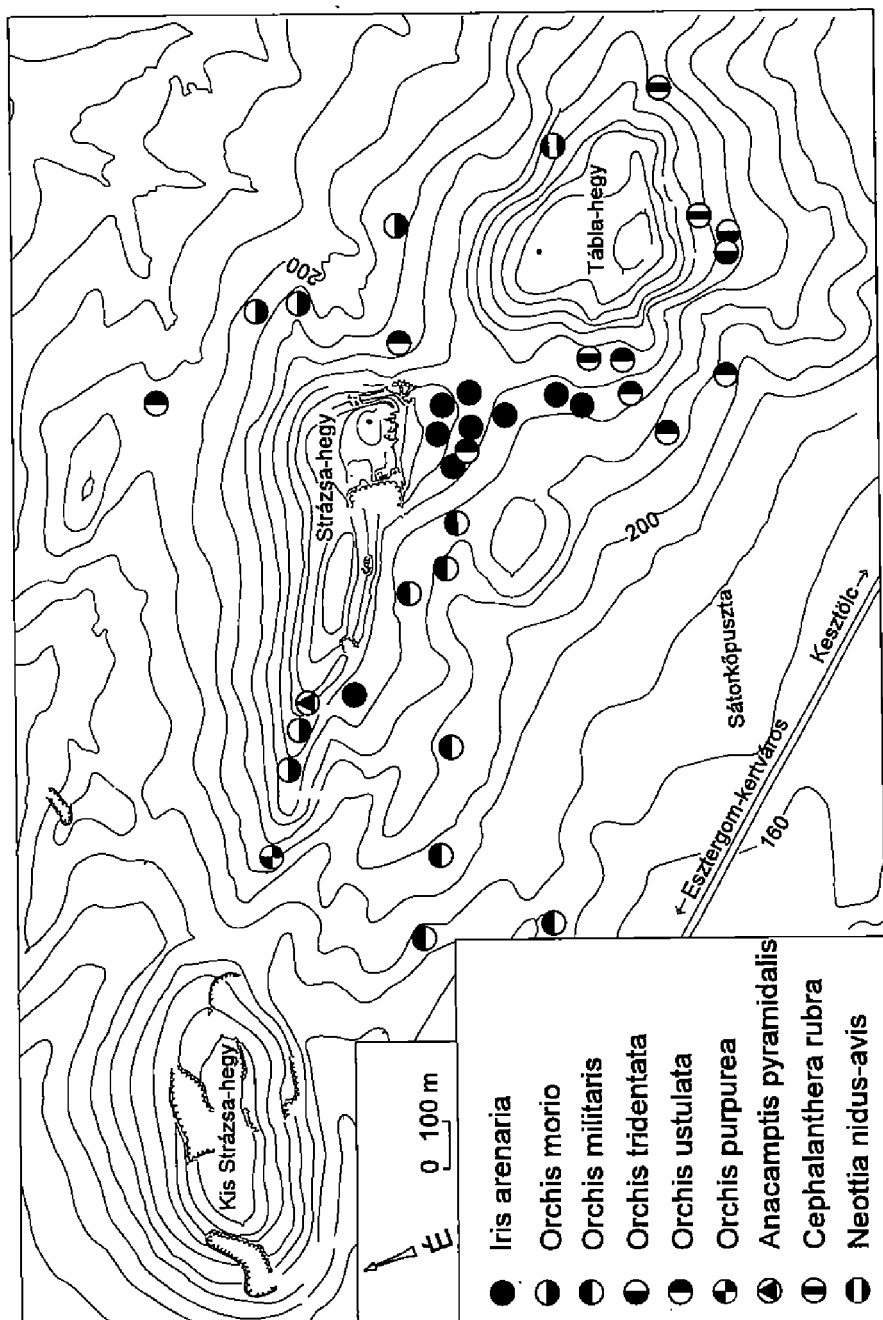 Kis Strázsa-hegy
Strázsa-hegy
Tábla-hegy
200
200
160
Sátorkőpuszta
←Esztergom-kertváros
Kesztölc→
É
0 100 m
Iris arenaria
Orchis morio
Orchis militaris
Orchis tridentata
Orchis ustulata
Orchis purpurea
Anacamptis pyramidalis
Cephalanthera rubra
Neottia nidus-avis